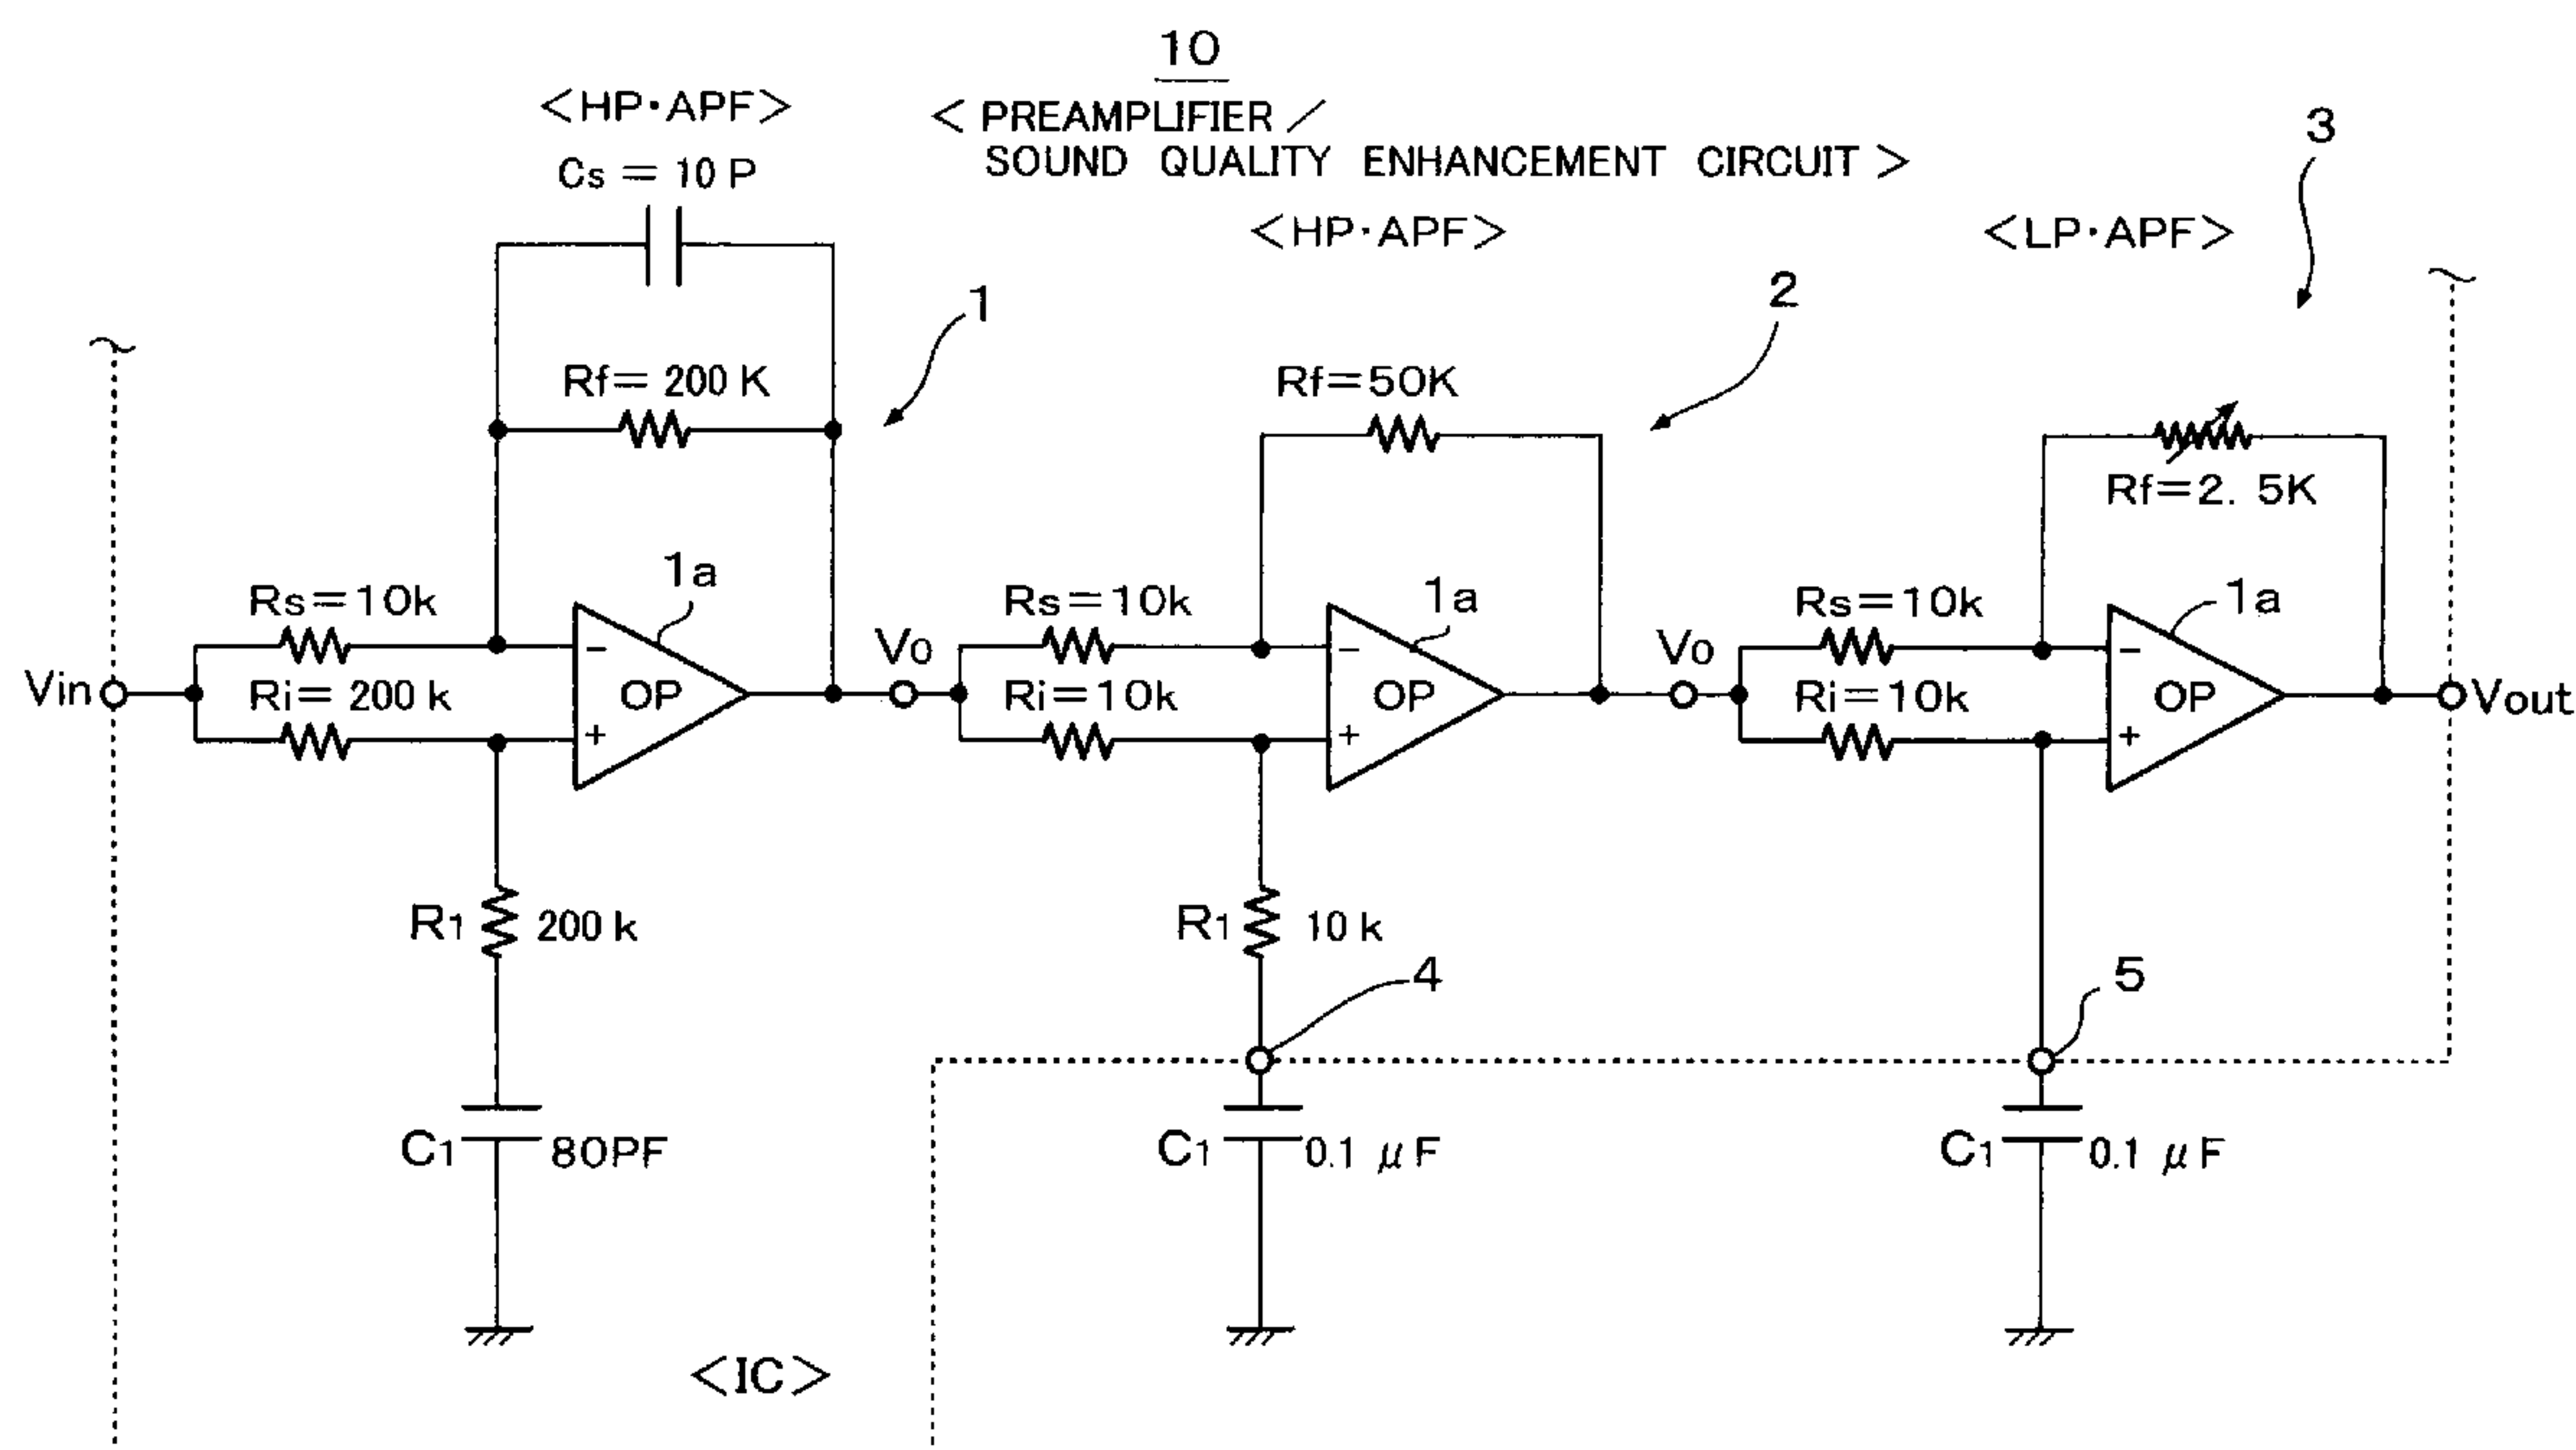 10
<HP・APF>
< PREAMPLIFIER /
SOUND QUALITY ENHANCEMENT CIRCUIT >
Cs = 10 P
<HP・APF>
<LP・APF>
3
1
2
Rf= 200 K
Rf=50K
Rf=2. 5K
1a
1a
1a
Rs=10k
Rs=10k
Rs=10k
Vin
Ri= 200 k
−
+
OP
V0
Ri=10k
−
+
OP
V0
Ri=10k
−
+
OP
Vout
R1 200 k
R1 10 k
4
5
C1 80PF
C1 0.1 μF
C1 0.1 μF
<IC>